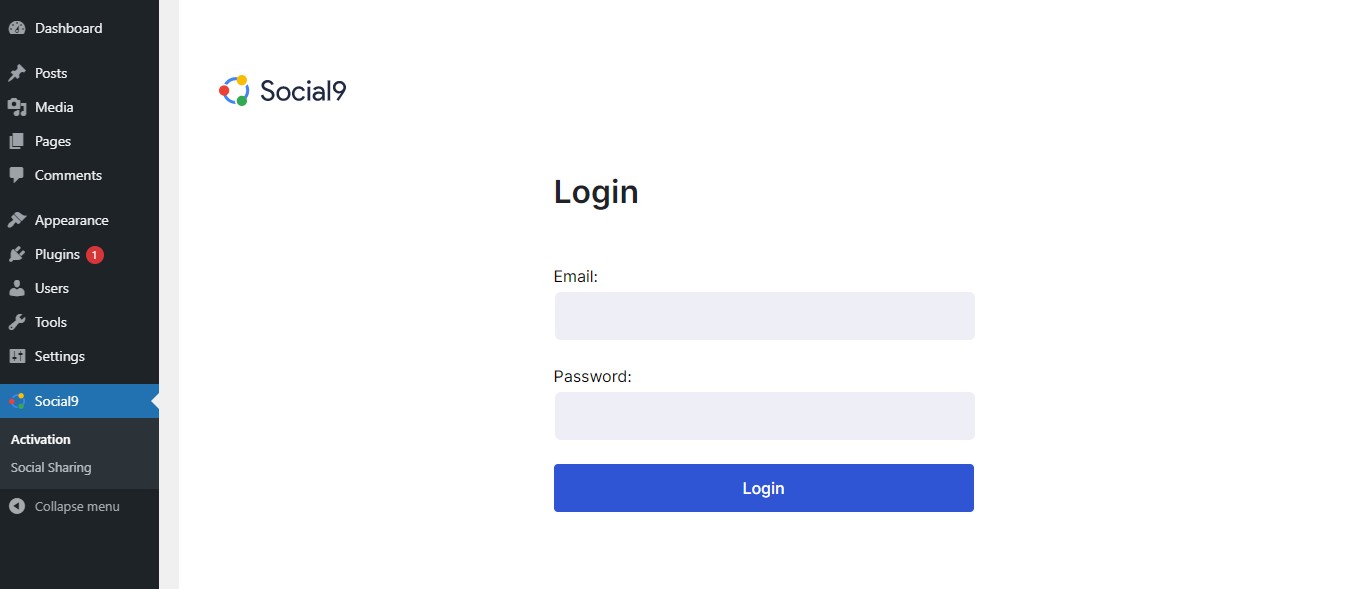 Dashboard
Posts
Media
Pages
Comments
Appearance
Plugins 1
Users
Tools
Settings
Social9
Activation
Social Sharing
Collapse menu
Social9
Login
Email:
Password:
Login